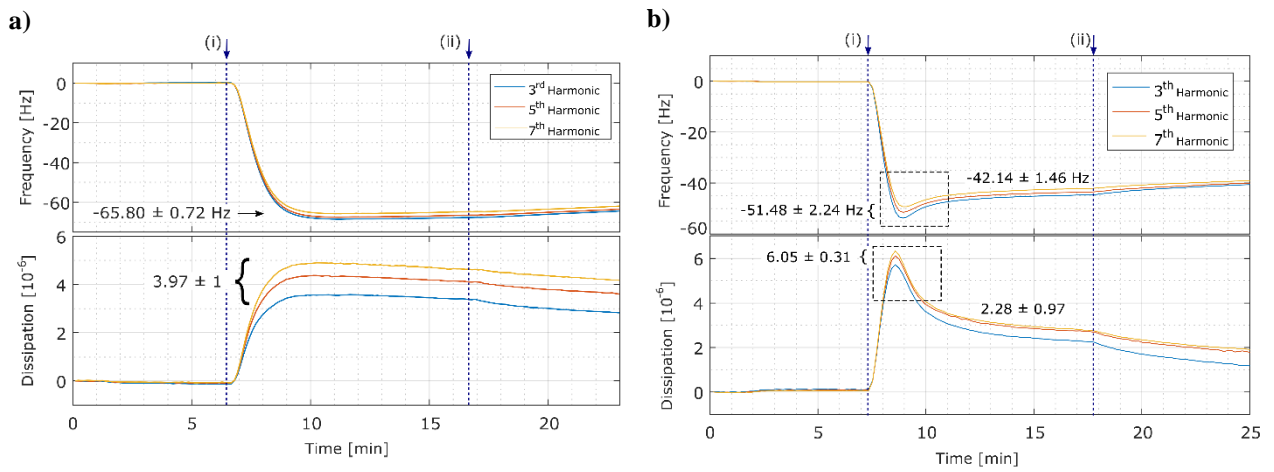 a)
(i)
(ii)
0
-20
-40
-60
Frequency [Hz]
3rd Harmonic
5th Harmonic
7th Harmonic
-65.80 ± 0.72 Hz
6
4
2
0
Dissipation [10-6]
3.97 ± 1
0
5
10
15
20
Time [min]
b)
(i)
(ii)
0
-20
-40
-60
Frequency [Hz]
3th Harmonic
5th Harmonic
7th Harmonic
-42.14 ± 1.46 Hz
-51.48 ± 2.24 Hz {
6
4
2
0
Dissipation [10-6]
6.05 ± 0.31 {
2.28 ± 0.97
0
5
10
15
20
25
Time [min]